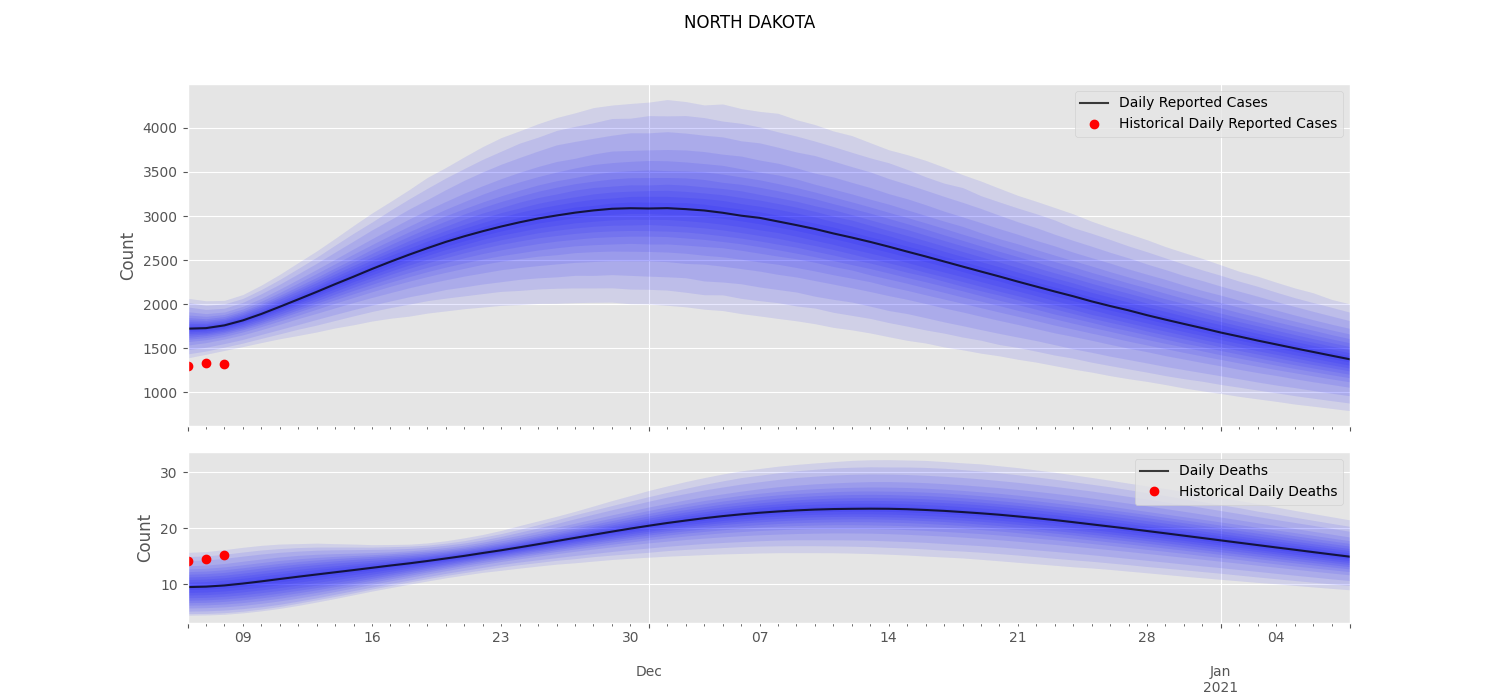 NORTH DAKOTA
Count
4000
3500
3000
2500
2000
1500
1000
Daily Reported Cases
Historical Daily Reported Cases
Count
30
20
10
Daily Deaths
Historical Daily Deaths
09 16 23 30 07 14 21 28 04
Dec Jan
2021